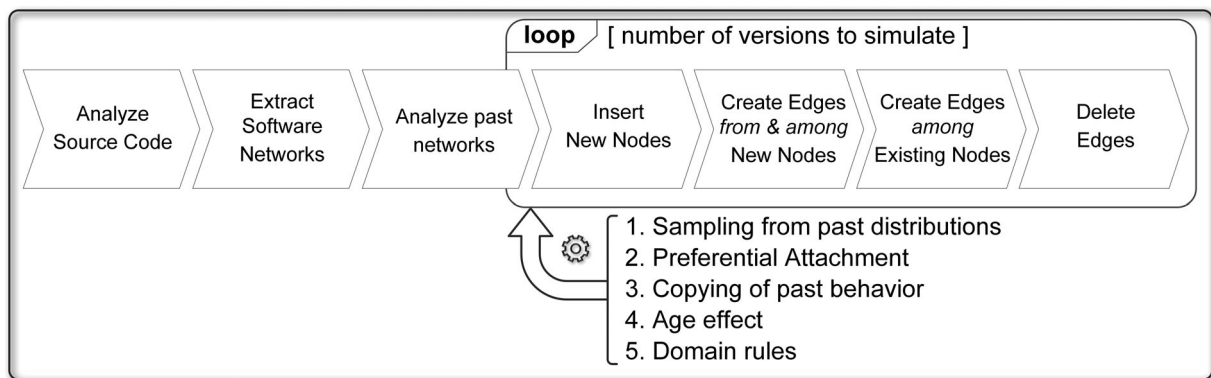 loop [ number of versions to simulate ]
Analyze
Source Code
Extract
Software
Networks
Analyze past
networks
Insert
New Nodes
Create Edges
from & among
New Nodes
Create Edges
among
Existing Nodes
Delete
Edges
1. Sampling from past distributions
2. Preferential Attachment
3. Copying of past behavior
4. Age effect
5. Domain rules